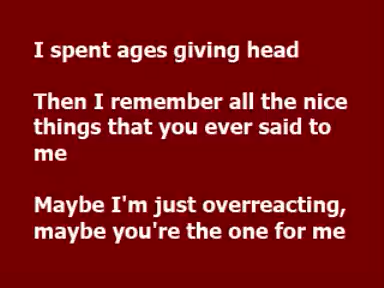 I spent ages giving head
Then I remember all the nice
things that you ever said to
me
Maybe I'm just overreacting,
maybe you're the one for me